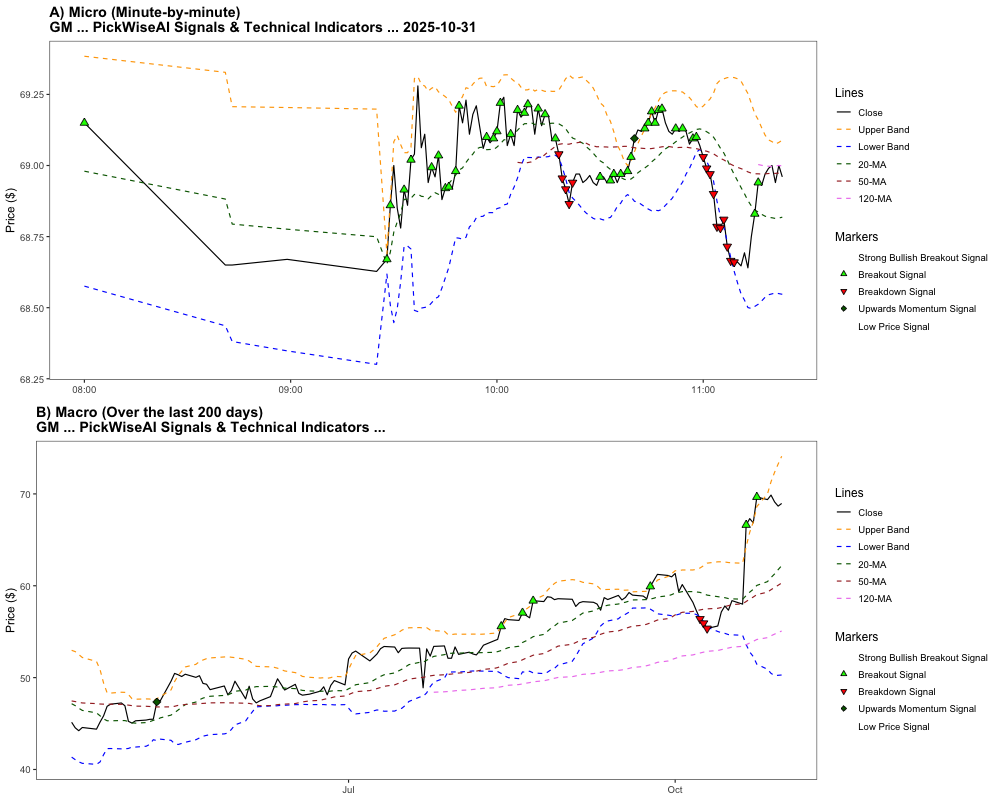 A) Micro (Minute-by-minute)
GM ... PickWiseAI Signals & Technical Indicators ... 2025-10-31
Price ($)
69.25
69.00
68.75
68.50
68.25
08:00
09:00
10:00
11:00
Lines
Close
Upper Band
Lower Band
20-MA
50-MA
120-MA
Markers
Strong Bullish Breakout Signal
Breakout Signal
Breakdown Signal
Upwards Momentum Signal
Low Price Signal
B) Macro (Over the last 200 days)
GM ... PickWiseAI Signals & Technical Indicators ...
Price ($)
70
60
50
40
Jul
Oct
Lines
Close
Upper Band
Lower Band
20-MA
50-MA
120-MA
Markers
Strong Bullish Breakout Signal
Breakout Signal
Breakdown Signal
Upwards Momentum Signal
Low Price Signal